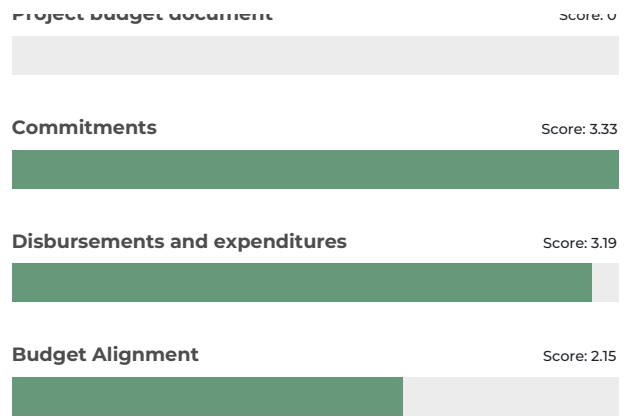 Project budget document
Score: 0
Commitments
Score: 3.33
Disbursements and expenditures
Score: 3.19
Budget Alignment
Score: 2.15